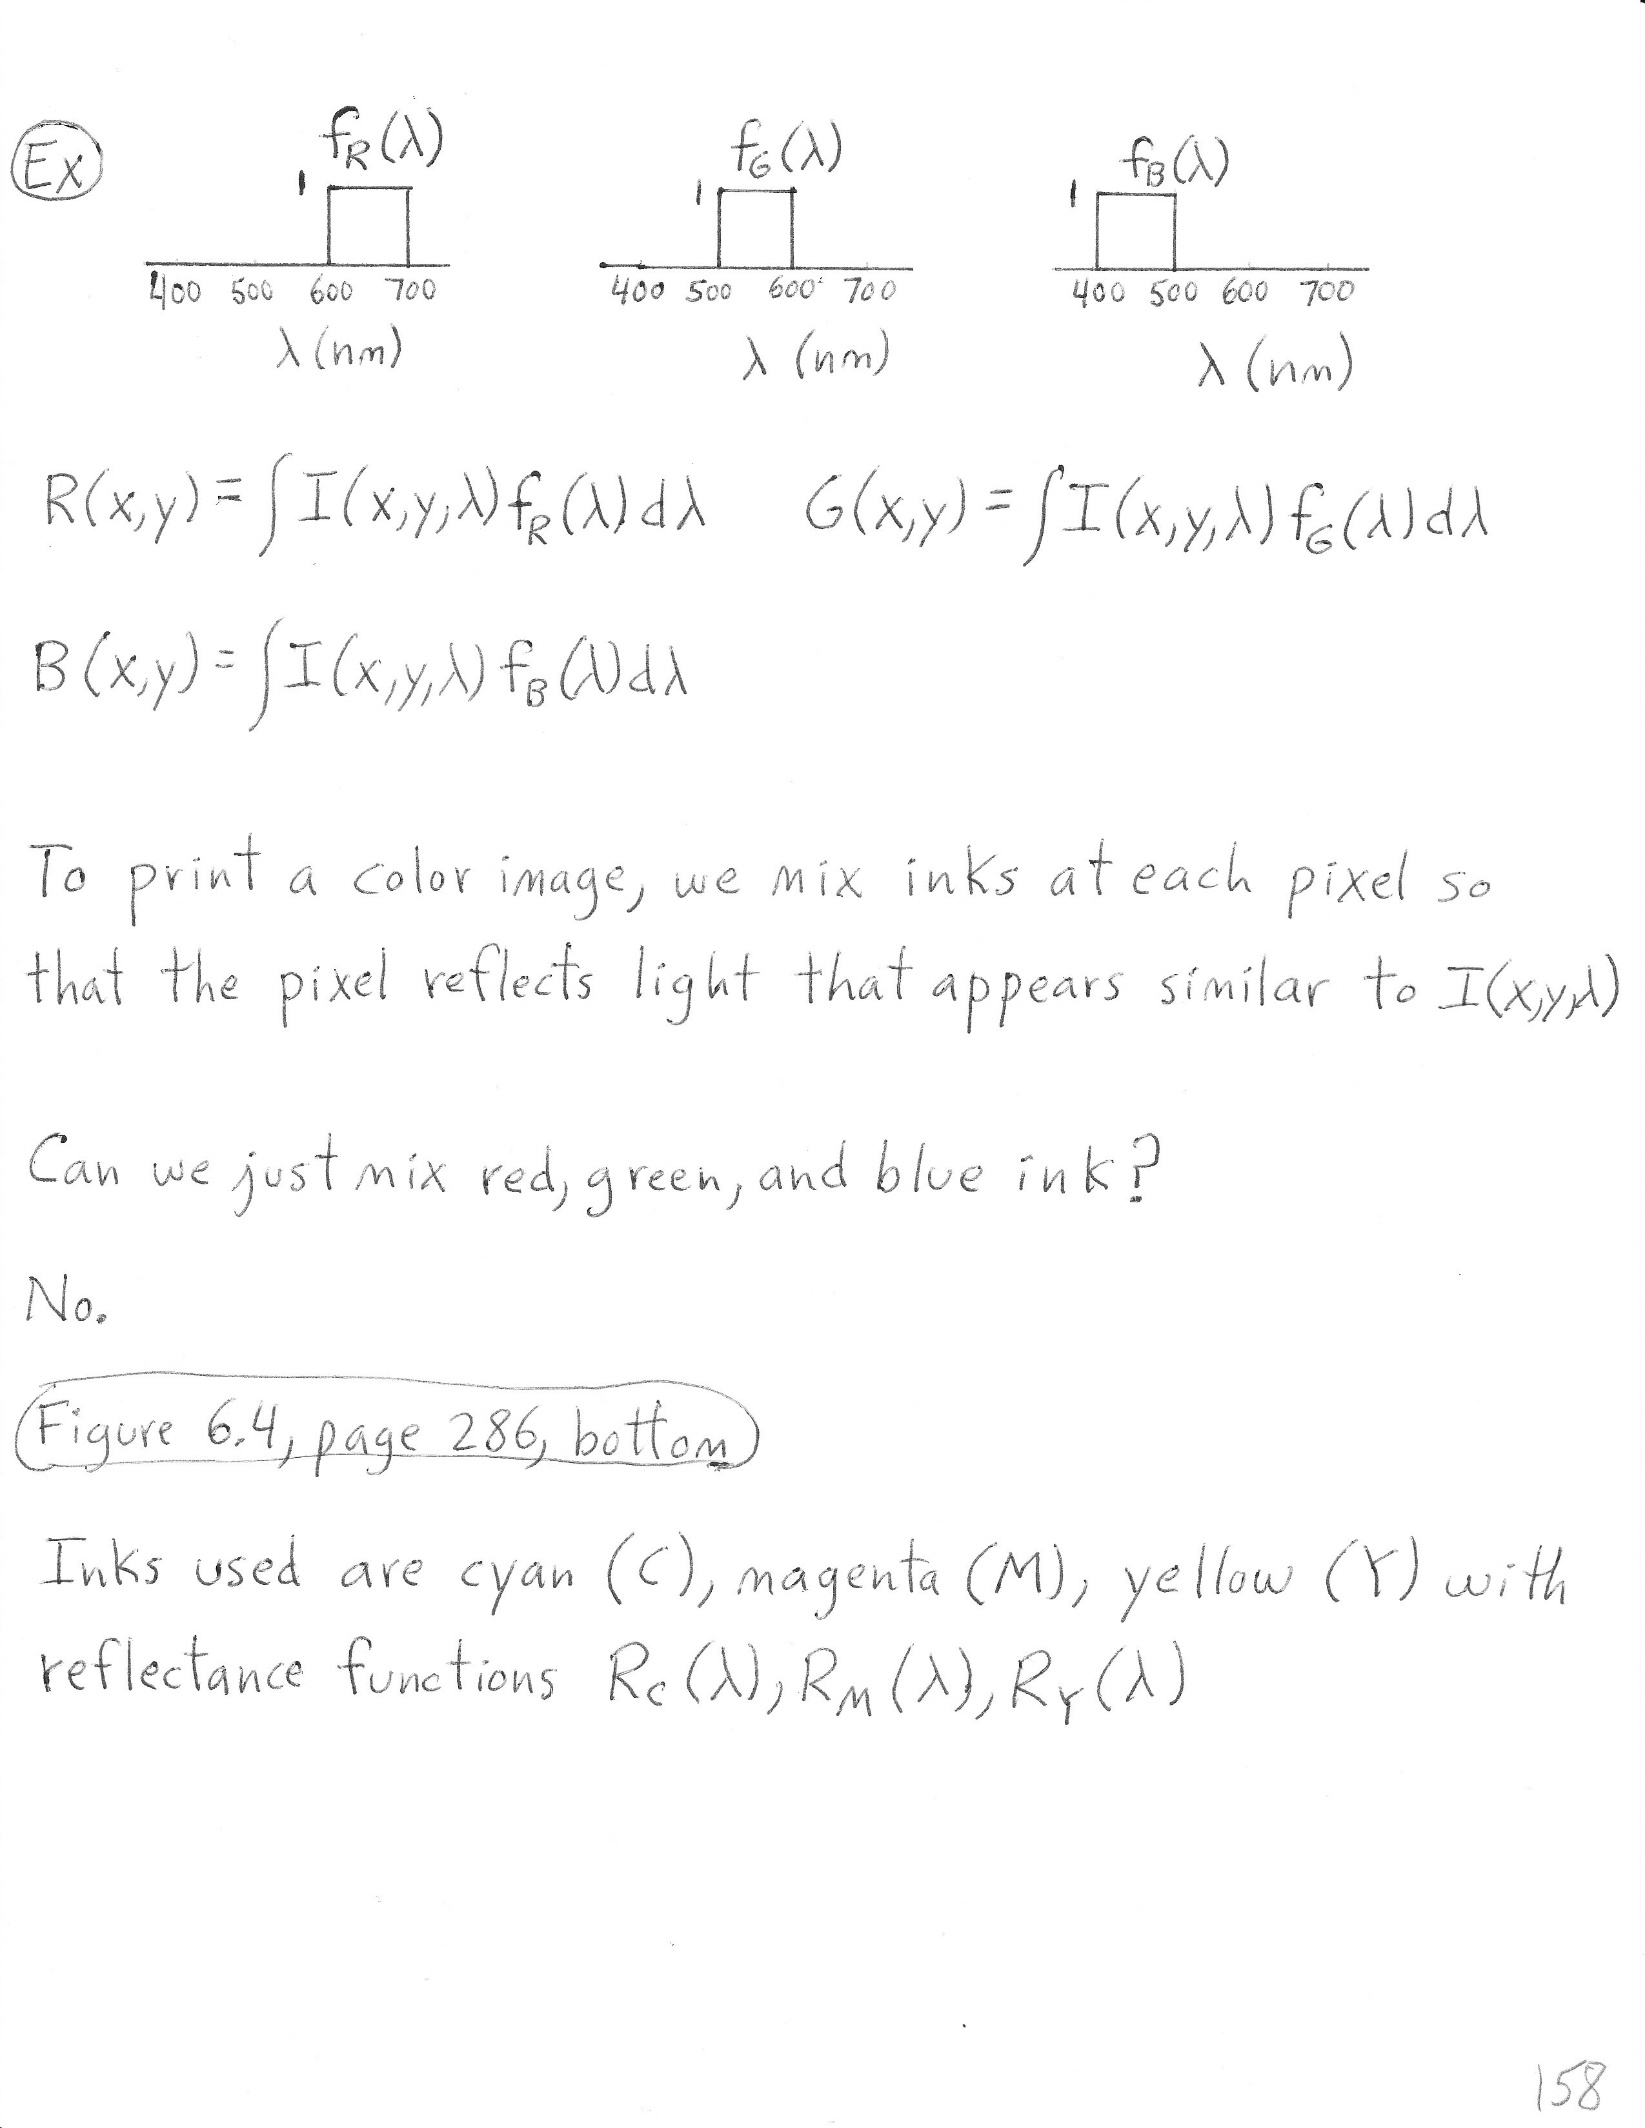 Ex
f_R(λ) f_G(λ) f_B(λ)
1 1 1
400 500 600 700 400 500 600 700 400 500 600 700
λ (nm) λ (nm) λ (nm)
R(x,y) = ∫I(x,y,λ) f_R(λ) dλ G(x,y) = ∫I(x,y,λ) f_G(λ) dλ
B(x,y) = ∫I(x,y,λ) f_B(λ) dλ
To print a color image, we mix inks at each pixel so
that the pixel reflects light that appears similar to I(x,y,λ)
Can we just mix red, green, and blue ink?
No.
Figure 6.4, page 286, bottom
Inks used are cyan (C), magenta (M), yellow (Y) with
reflectance functions R_C(λ), R_M(λ), R_Y(λ)
158